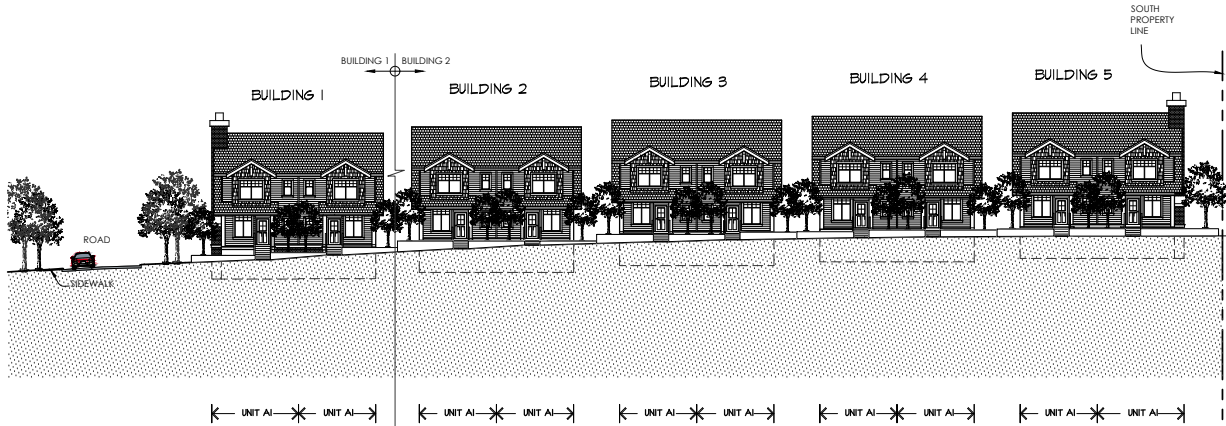 SOUTH
PROPERTY
LINE
BUILDING 1 BUILDING 2
BUILDING 1
BUILDING 2
BUILDING 3
BUILDING 4
BUILDING 5
ROAD
SIDEWALK
UNIT A1 UNIT A1 UNIT A1 UNIT A1 UNIT A1 UNIT A1 UNIT A1 UNIT A1 UNIT A1 UNIT A1